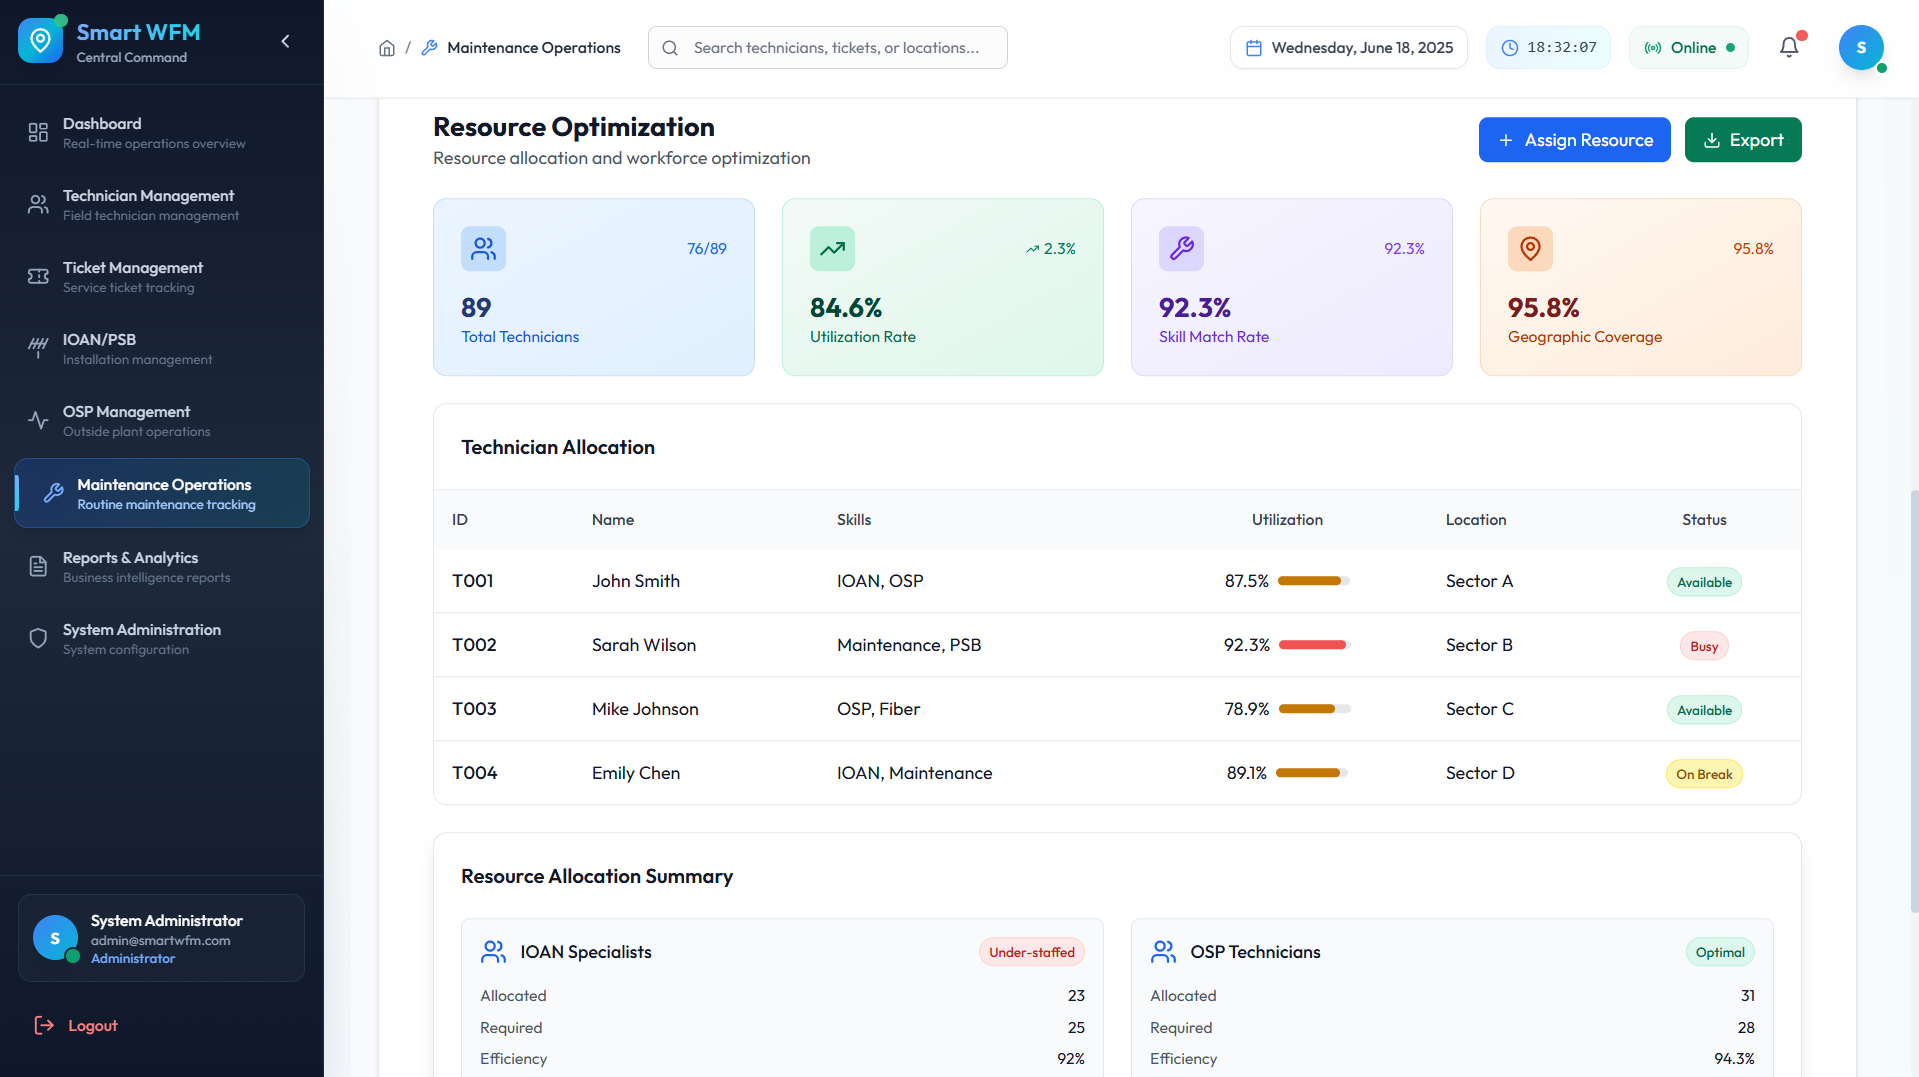 Smart WFM
Central Command
Dashboard
Real-time operations overview
Technician Management
Field technician management
Ticket Management
Service ticket tracking
IOAN/PSB
Installation management
OSP Management
Outside plant operations
Maintenance Operations
Routine maintenance tracking
Reports & Analytics
Business intelligence reports
System Administration
System configuration
S
System Administrator
admin@smartwfm.com
Administrator
Logout
/ Maintenance Operations
Search technicians, tickets, or locations...
Wednesday, June 18, 2025
18:32:07
Online
S
Resource Optimization
Resource allocation and workforce optimization
+ Assign Resource
Export
76/89
89
Total Technicians
2.3%
84.6%
Utilization Rate
92.3%
92.3%
Skill Match Rate
95.8%
95.8%
Geographic Coverage
Technician Allocation
ID Name Skills Utilization Location Status
T001 John Smith IOAN, OSP 87.5% Sector A Available
T002 Sarah Wilson Maintenance, PSB 92.3% Sector B Busy
T003 Mike Johnson OSP, Fiber 78.9% Sector C Available
T004 Emily Chen IOAN, Maintenance 89.1% Sector D On Break
Resource Allocation Summary
IOAN Specialists Under-staffed
Allocated 23
Required 25
Efficiency 92%
OSP Technicians Optimal
Allocated 31
Required 28
Efficiency 94.3%